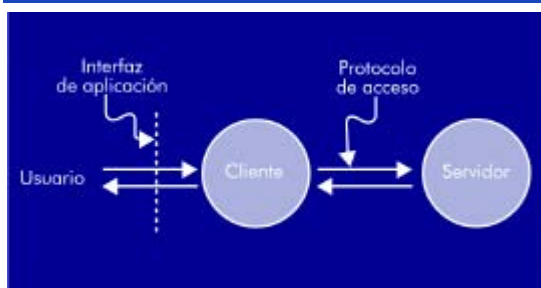 Interfaz
de aplicación
Protocolo
de acceso
Usuario
Cliente
Servidor